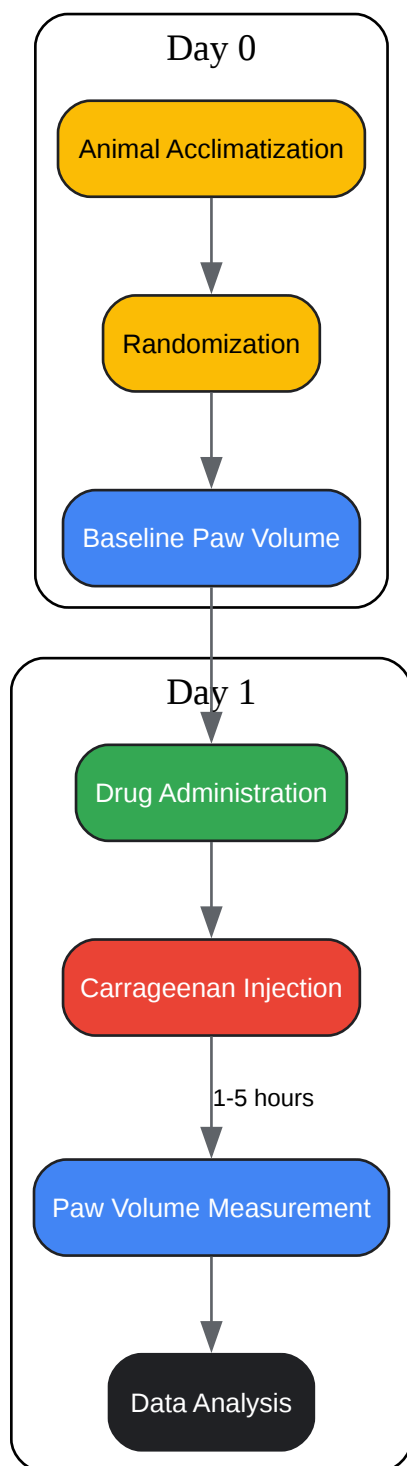 Day 0
Animal Acclimatization
Randomization
Baseline Paw Volume
Day 1
Drug Administration
Carrageenan Injection
1-5 hours
Paw Volume Measurement
Data Analysis